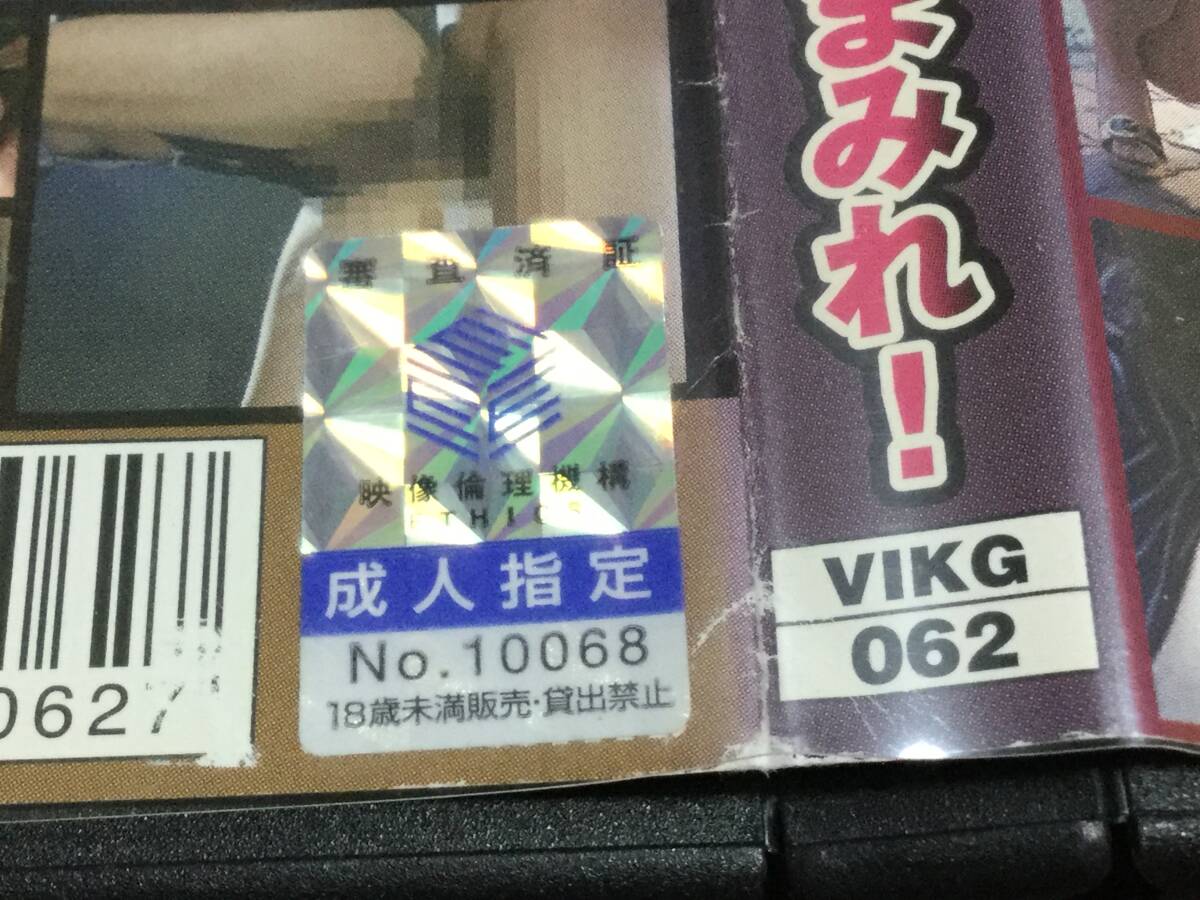 審査済証
映像倫理機構
ETHICS
成人指定
No.10068
18歳未満販売・貸出禁止
0627
まみれ！
VIKG
062